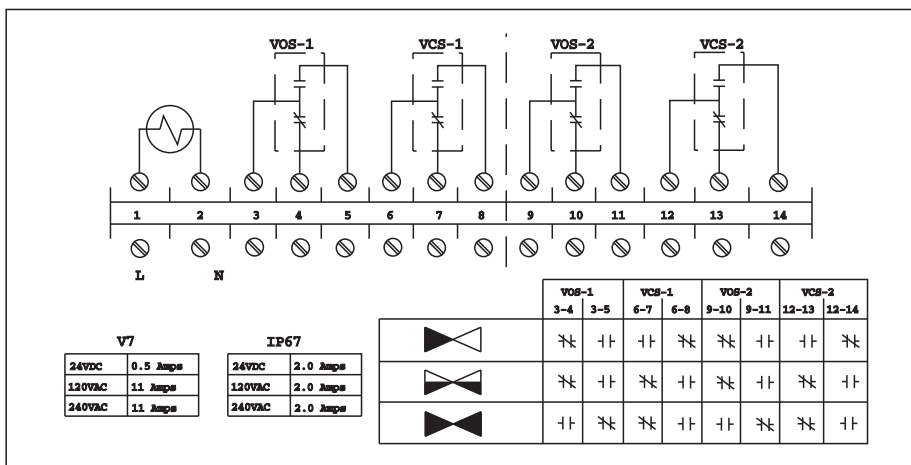 VOS-1 VCS-1 VOS-2 VCS-2
1 2 3 4 5 6 7 8 9 10 11 12 13 14
L N
VOS-1 VCS-1 VOS-2 VCS-2
3-4 3-5 6-7 6-8 9-10 9-11 12-13 12-14
V7
24VDC 0.5 Amps
120VAC 11 Amps
240VAC 11 Amps
IP67
24VDC 2.0 Amps
120VAC 2.0 Amps
240VAC 2.0 Amps